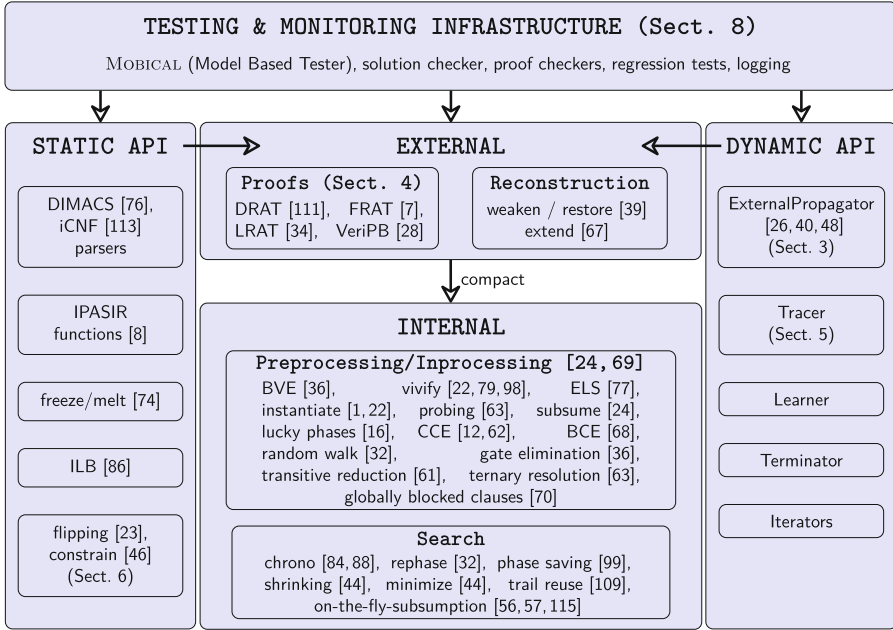 TESTING & MONITORING INFRASTRUCTURE (Sect. 8)
MOBICAL (Model Based Tester), solution checker, proof checkers, regression tests, logging
STATIC API
DIMACS [76],
iCNF [113]
parsers
IPASIR
functions [8]
freeze/melt [74]
ILB [86]
flipping [23],
constrain [46]
(Sect. 6)
EXTERNAL
Proofs (Sect. 4)
DRAT [111], FRAT [7],
LRAT [34], VeriPB [28]
Reconstruction
weaken / restore [39]
extend [67]
compact
INTERNAL
Preprocessing/Inprocessing [24, 69]
BVE [36], vivify [22, 79, 98], ELS [77],
instantiate [1, 22], probing [63], subsume [24],
lucky phases [16], CCE [12, 62], BCE [68],
random walk [32], gate elimination [36],
transitive reduction [61], ternary resolution [63],
globally blocked clauses [70]
Search
chrono [84, 88], rephase [32], phase saving [99],
shrinking [44], minimize [44], trail reuse [109],
on-the-fly-subsumption [56, 57, 115]
DYNAMIC API
ExternalPropagator
[26, 40, 48]
(Sect. 3)
Tracer
(Sect. 5)
Learner
Terminator
Iterators